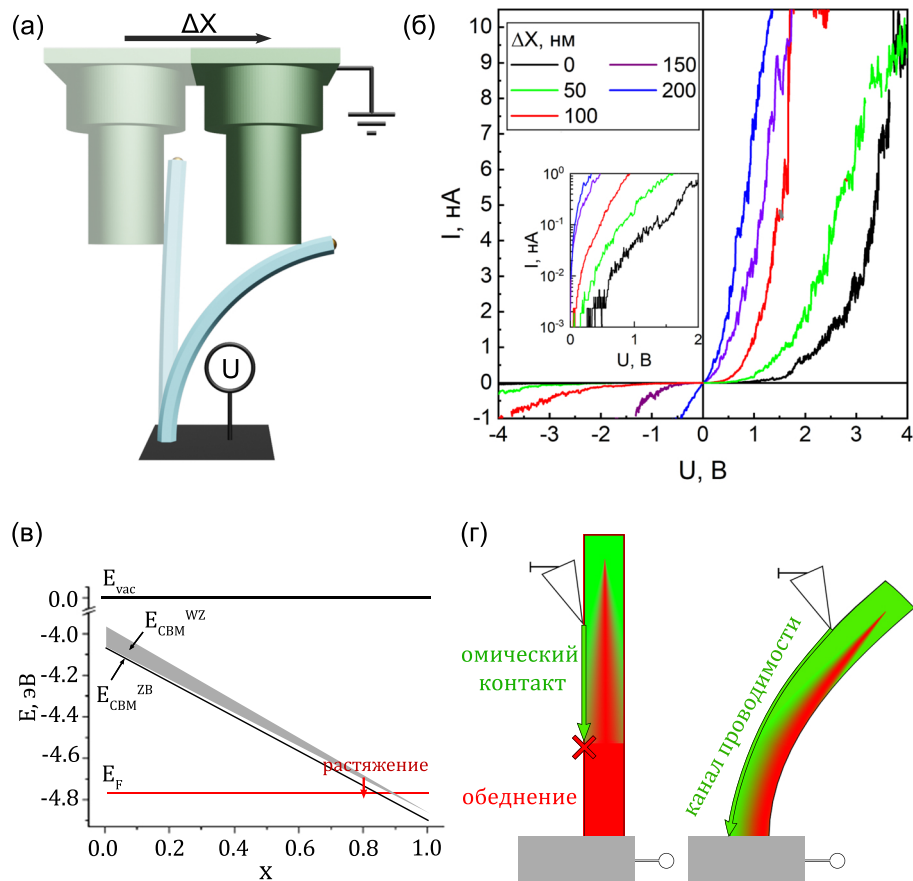 (а)
ΔX
U
(б)
10
9
8
7
6
5
4
3
2
1
0
-1
I, нА
ΔX, нм
0
50
100
150
200
10⁰
10⁻¹
10⁻²
10⁻³
I, нА
0 1 2
U, В
-4 -3 -2 -1 0 1 2 3 4
U, В
(в)
E_vac
0.0
-4.0
-4.2
-4.4
-4.6
-4.8
E, эВ
E_CBM^WZ
E_CBM^ZB
растяжение
E_F
0.0 0.2 0.4 0.6 0.8 1.0
x
(г)
омический
контакт
обеднение
канал проводимости